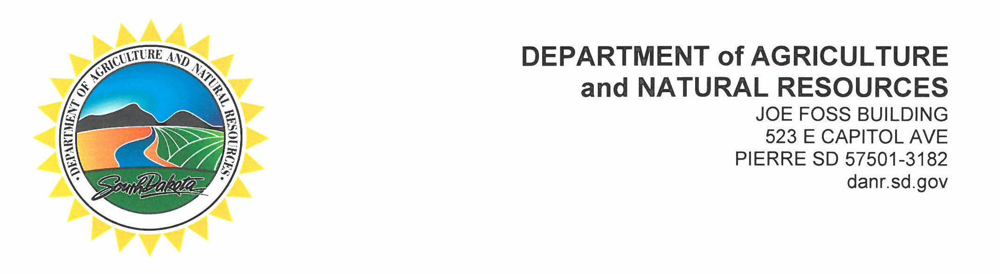 · DEPARTMENT OF AGRICULTURE AND NATURAL RESOURCES ·
South Dakota
DEPARTMENT of AGRICULTURE
and NATURAL RESOURCES
JOE FOSS BUILDING
523 E CAPITOL AVE
PIERRE SD 57501-3182
danr.sd.gov